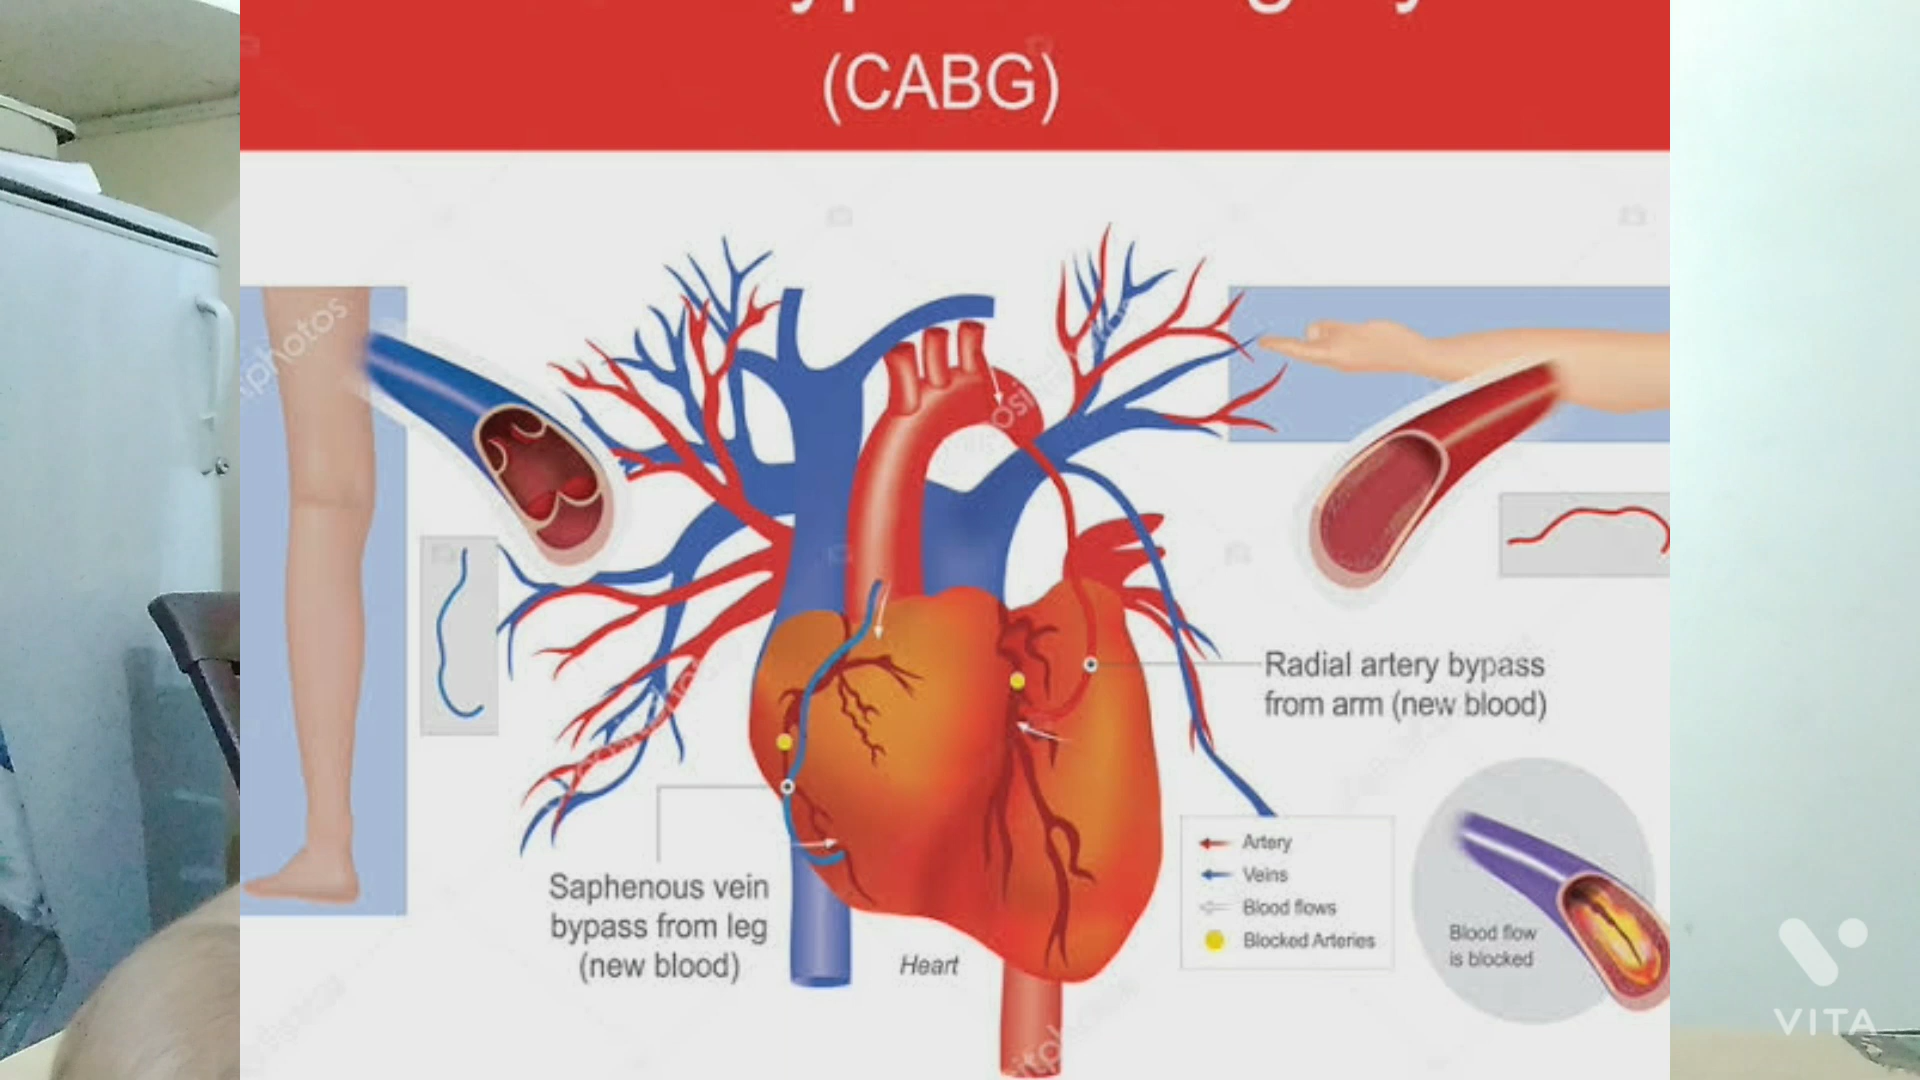 (CABG)
Radial artery bypass
from arm (new blood)
Artery
Veins
Blood flows
Blocked Arteries
Blood flow
is blocked
Saphenous vein
bypass from leg
(new blood)
Heart
VITA